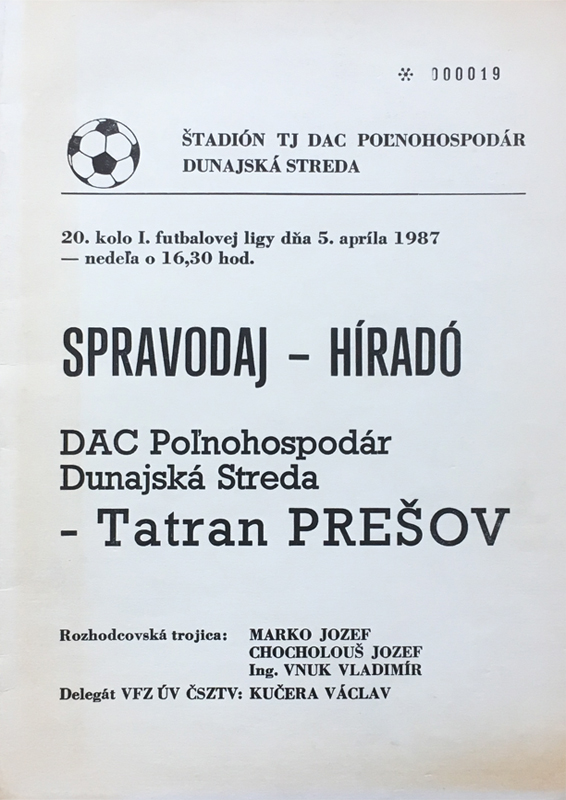 * 000019
ŠTADIÓN TJ DAC POĽNOHOSPODÁR
DUNAJSKÁ STREDA
20. kolo I. futbalovej ligy dňa 5. apríla 1987
— nedeľa o 16,30 hod.
SPRAVODAJ – HÍRADÓ
DAC Poľnohospodár
Dunajská Streda
- Tatran PREŠOV
Rozhodcovská trojica: MARKO JOZEF
CHOCHOLOUŠ JOZEF
Ing. VNUK VLADIMÍR
Delegát VFZ ÚV ČSZTV: KUČERA VÁCLAV